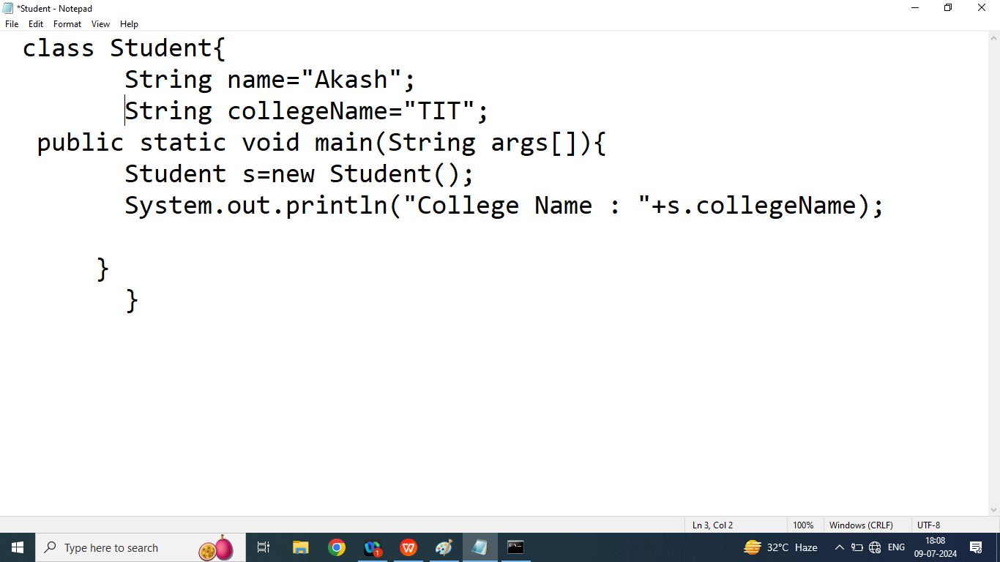 *Student - Notepad
File Edit Format View Help
class Student{
String name="Akash";
String collegeName="TIT";
public static void main(String args[]){
Student s=new Student();
System.out.println("College Name : "+s.collegeName);
}
}
Ln 3, Col 2 100% Windows (CRLF) UTF-8
Type here to search 1 W 32°C Haze ENG 18:08
09-07-2024